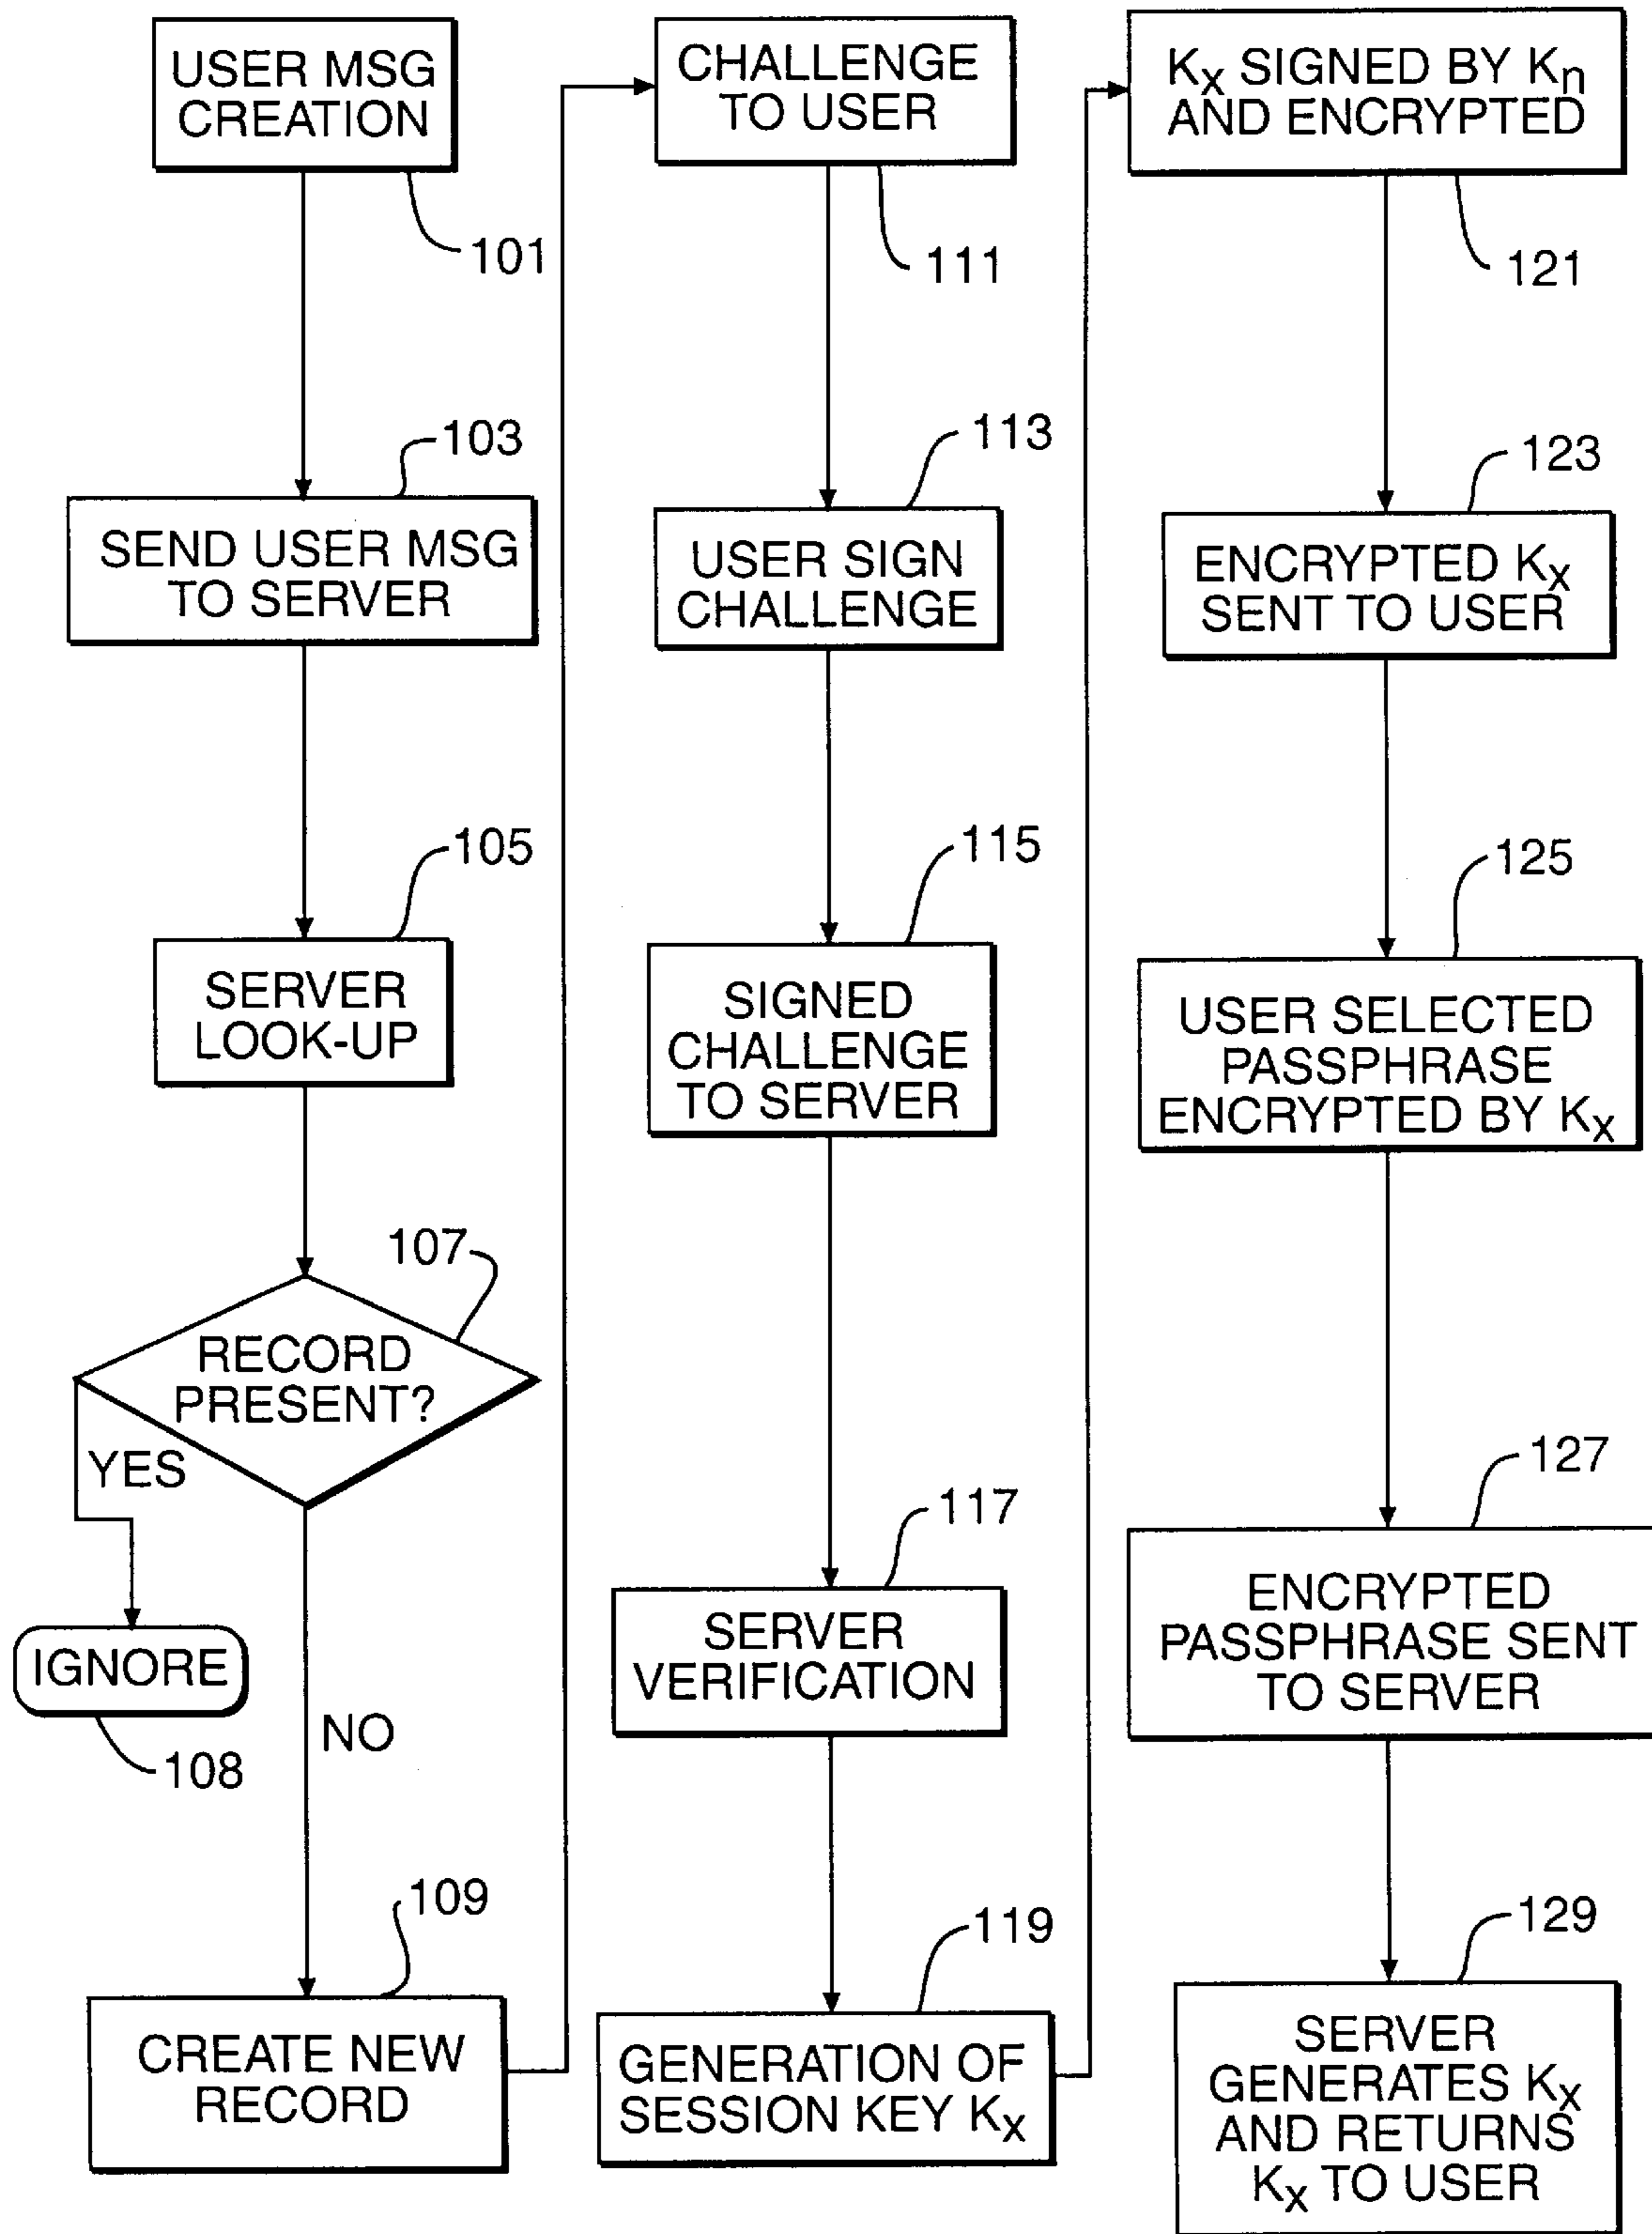 USER MSG
CREATION
101
103
SEND USER MSG
TO SERVER
105
SERVER
LOOK-UP
107
RECORD
PRESENT?
YES
IGNORE
108
NO
109
CREATE NEW
RECORD
CHALLENGE
TO USER
111
113
USER SIGN
CHALLENGE
115
SIGNED
CHALLENGE
TO SERVER
117
SERVER
VERIFICATION
119
GENERATION OF
SESSION KEY Kx
Kx SIGNED BY Kn
AND ENCRYPTED
121
123
ENCRYPTED Kx
SENT TO USER
125
USER SELECTED
PASSPHRASE
ENCRYPTED BY Kx
127
ENCRYPTED
PASSPHRASE SENT
TO SERVER
129
SERVER
GENERATES Kx
AND RETURNS
Kx TO USER